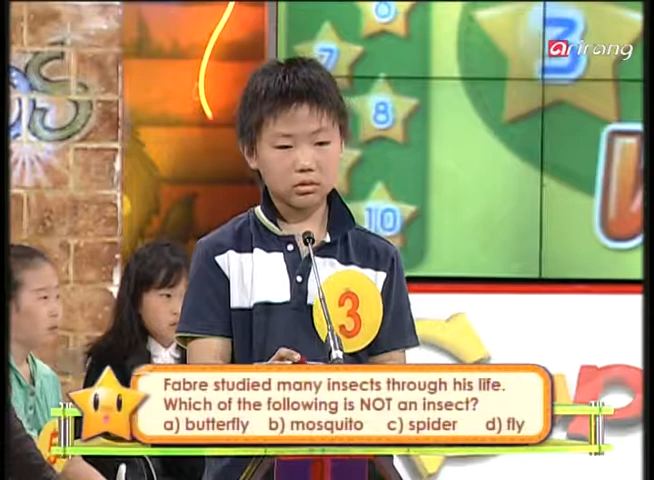 arirang
6
7
3
8
10
3
Fabre studied many insects through his life.
Which of the following is NOT an insect?
a) butterfly b) mosquito c) spider d) fly